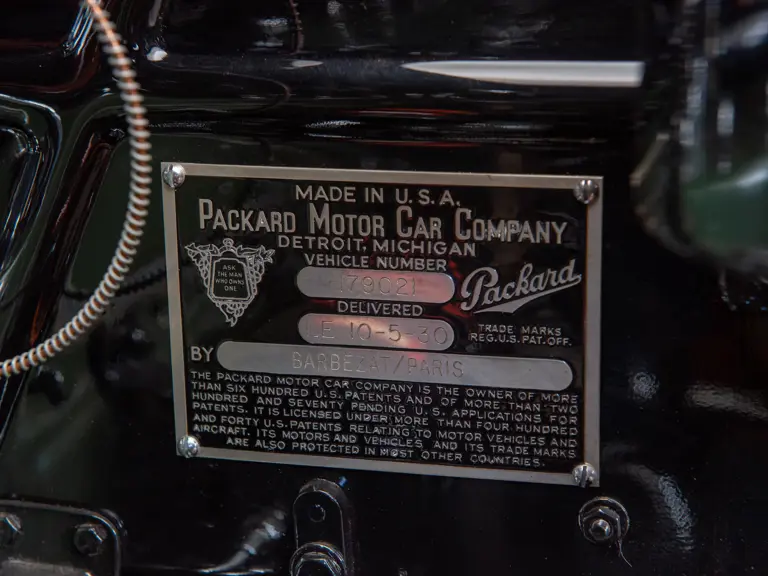 MADE IN U.S.A.
PACKARD MOTOR CAR COMPANY
DETROIT, MICHIGAN
VEHICLE NUMBER
179021
ASK
THE MAN
WHO OWNS
ONE
Packard
DELIVERED
LE 10-5-30
TRADE MARKS
REG. U.S. PAT. OFF.
BY BARBEZAT/PARIS
THE PACKARD MOTOR CAR COMPANY IS THE OWNER OF MORE
THAN SIX HUNDRED U.S. PATENTS AND OF MORE THAN TWO
HUNDRED AND SEVENTY PENDING U.S. APPLICATIONS FOR
PATENTS. IT IS LICENSED UNDER MORE THAN FOUR HUNDRED
AND FORTY U.S. PATENTS RELATING TO MOTOR VEHICLES AND
AIRCRAFT. ITS MOTORS AND VEHICLES AND ITS TRADE MARKS
ARE ALSO PROTECTED IN MOST OTHER COUNTRIES.